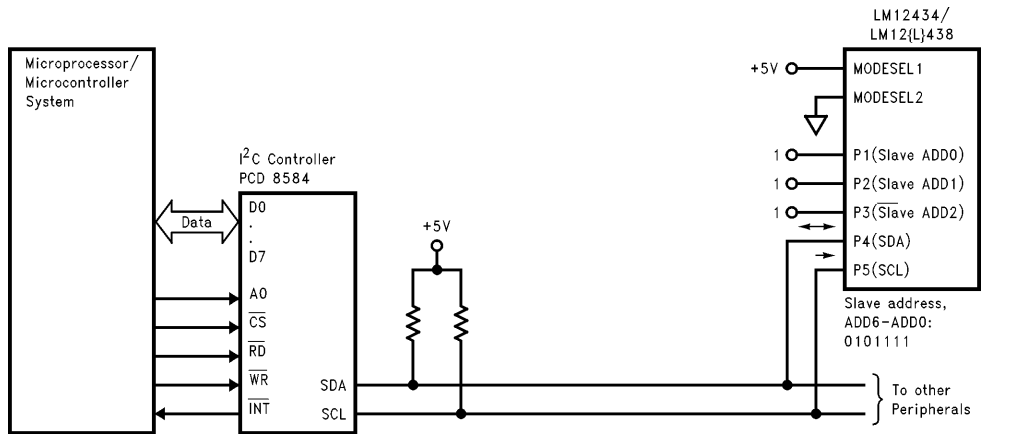 Microprocessor/
Microcontroller
System
I²C Controller
PCD 8584
Data
D0
.
.
D7
A0
CS
RD
WR
INT
SDA
SCL
+5V
LM12434/
LM12{L}438
+5V
MODESEL1
MODESEL2
1 P1(Slave ADD0)
1 P2(Slave ADD1)
1 P3(Slave ADD2)
P4(SDA)
P5(SCL)
Slave address,
ADD6-ADD0:
0101111
To other
Peripherals